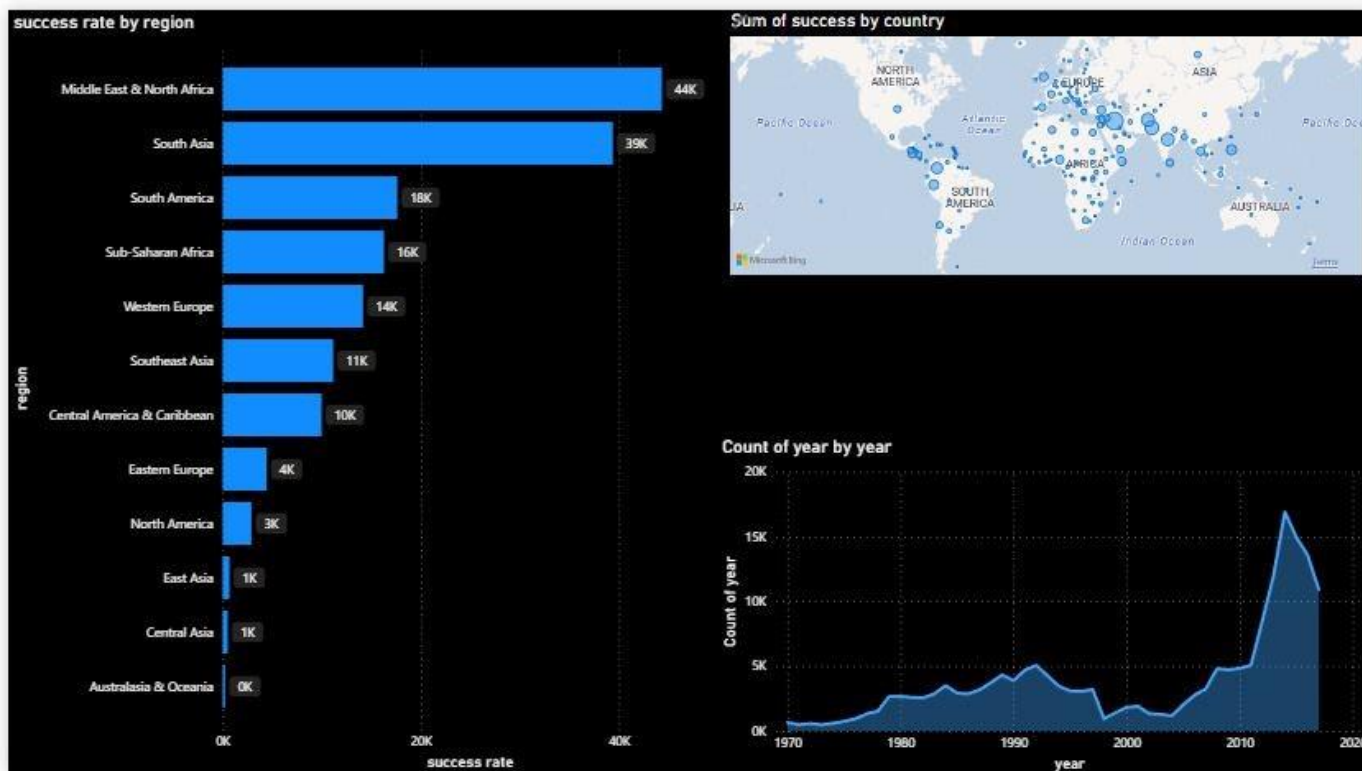 success rate by region
Middle East & North Africa
44K
South Asia
39K
South America
18K
Sub-Saharan Africa
16K
Western Europe
14K
Southeast Asia
11K
Central America & Caribbean
10K
Eastern Europe
4K
North America
3K
East Asia
1K
Central Asia
1K
Australasia & Oceania
0K
region
0K
20K
40K
success rate
Sum of success by country
NORTH
AMERICA
EUROPE
ASIA
Pacific Ocean
Atlantic
Ocean
Pacific Ocean
AFRICA
SOUTH
AMERICA
IA
AUSTRALIA
Indian Ocean
Microsoft Bing
Terms
Count of year by year
20K
15K
10K
5K
0K
Count of year
1970
1980
1990
2000
2010
2020
year